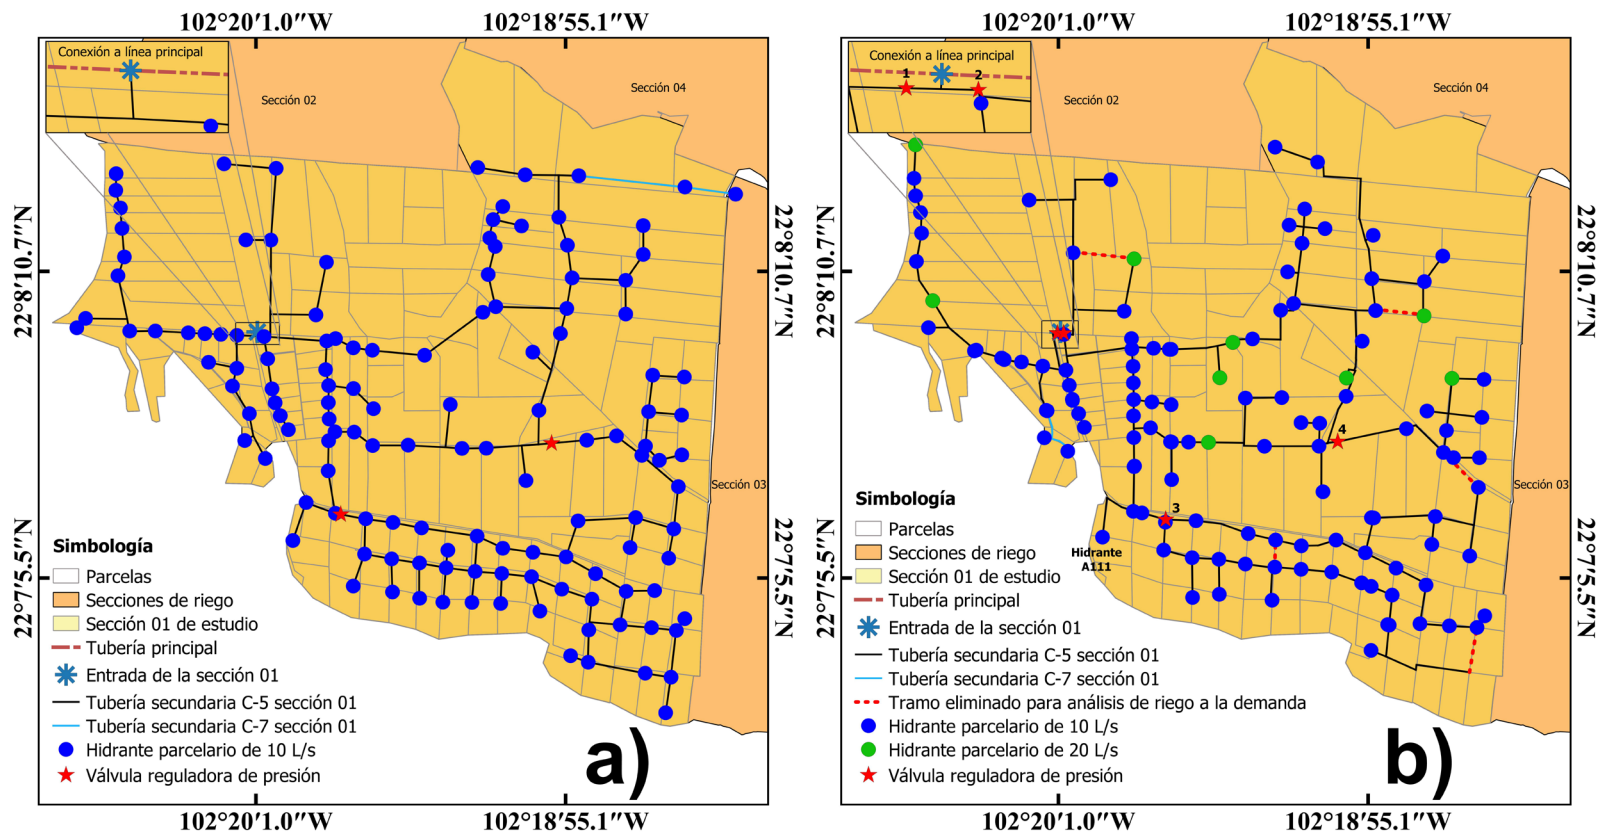 102°20′1.0″W
102°18′55.1″W
Conexión a línea principal
Sección 02
Sección 04
22°8′10.7″N
22°8′10.7″N
Sección 03
22°7′5.5″N
22°7′5.5″N
Simbología
Parcelas
Secciones de riego
Sección 01 de estudio
Tubería principal
Entrada de la sección 01
Tubería secundaria C-5 sección 01
Tubería secundaria C-7 sección 01
Hidrante parcelario de 10 L/s
Válvula reguladora de presión
a)
102°20′1.0″W
102°18′55.1″W
102°20′1.0″W
102°18′55.1″W
Conexión a línea principal
1
2
Sección 02
Sección 04
22°8′10.7″N
22°8′10.7″N
4
Sección 03
3
Hidrante
A111
22°7′5.5″N
22°7′5.5″N
Simbología
Parcelas
Secciones de riego
Sección 01 de estudio
Tubería principal
Entrada de la sección 01
Tubería secundaria C-5 sección 01
Tubería secundaria C-7 sección 01
Tramo eliminado para análisis de riego a la demanda
Hidrante parcelario de 10 L/s
Hidrante parcelario de 20 L/s
Válvula reguladora de presión
b)
102°20′1.0″W
102°18′55.1″W